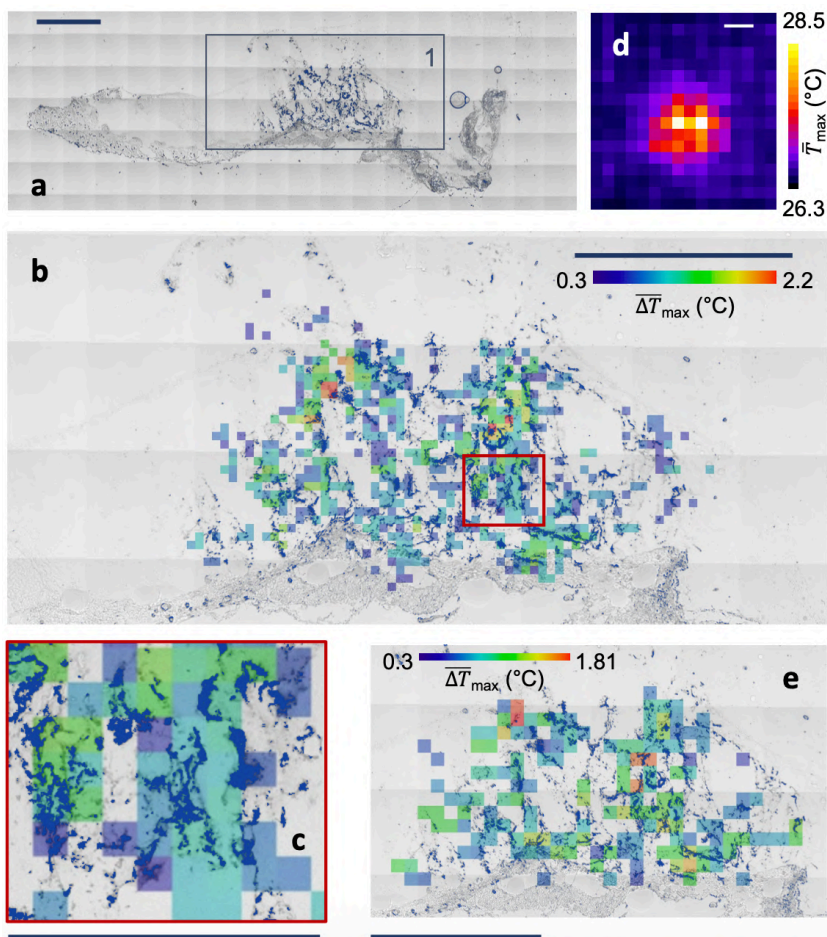 1
a
d
28.5
T̅max (°C)
26.3
b
0.3
2.2
ΔT̅max (°C)
c
0.3
1.81
ΔT̅max (°C)
e